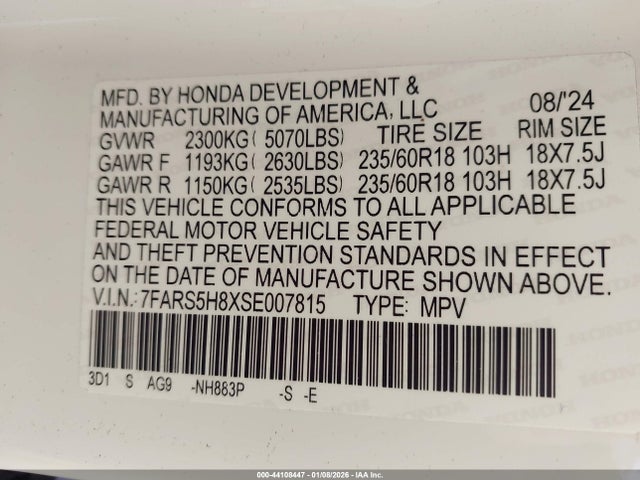 MFD. BY HONDA DEVELOPMENT &
MANUFACTURING OF AMERICA, LLC 08/'24
GVWR 2300KG( 5070LBS) TIRE SIZE RIM SIZE
GAWR F 1193KG( 2630LBS) 235/60R18 103H 18X7.5J
GAWR R 1150KG( 2535LBS) 235/60R18 103H 18X7.5J
THIS VEHICLE CONFORMS TO ALL APPLICABLE
FEDERAL MOTOR VEHICLE SAFETY
AND THEFT PREVENTION STANDARDS IN EFFECT
ON THE DATE OF MANUFACTURE SHOWN ABOVE.
V.I.N.:7FARS5H8XSE007815 TYPE: MPV
3D1 S AG9 -NH883P -S -E
000-44108447 - 01/08/2026 - IAA Inc.